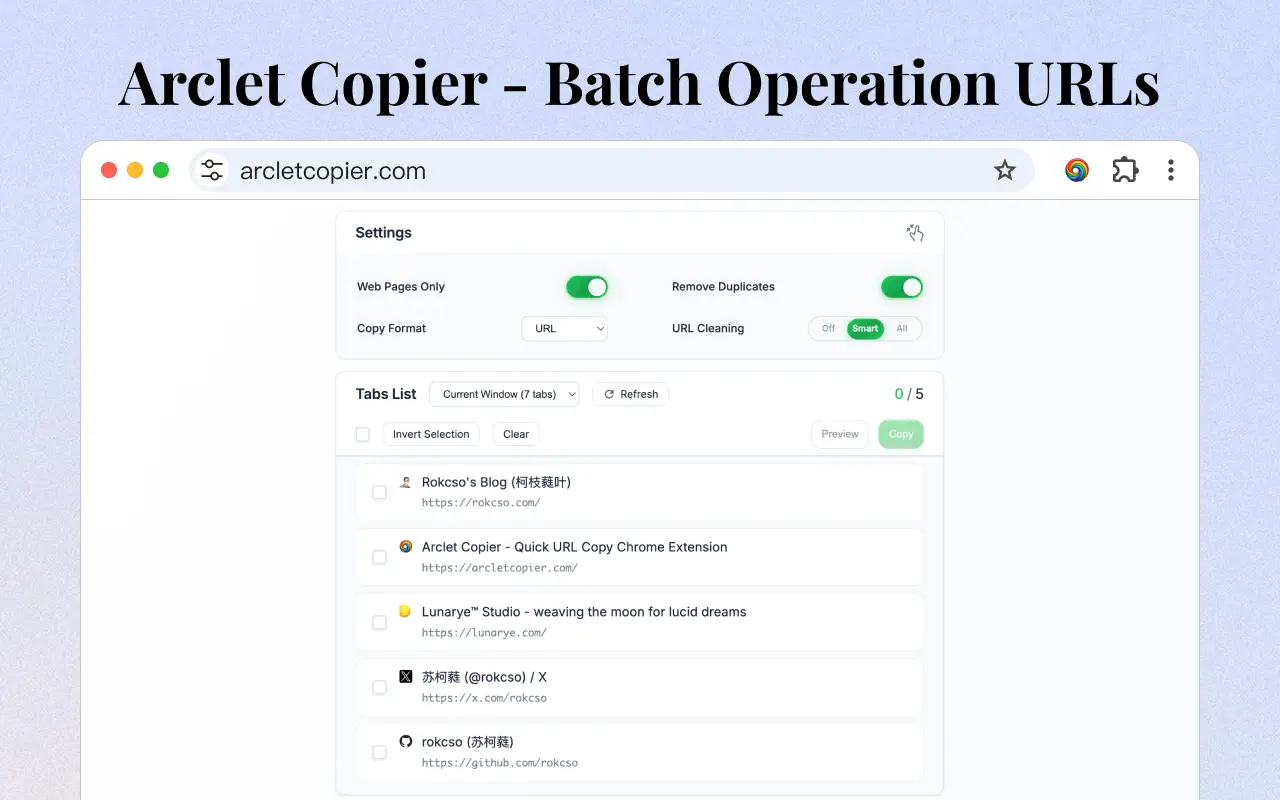 Arclet Copier - Batch Operation URLs
arcletcopier.com
Settings
Web Pages Only
Remove Duplicates
Copy Format
URL
URL Cleaning
Off
Smart
All
Tabs List
Current Window (7 tabs)
Refresh
0 / 5
Invert Selection
Clear
Preview
Copy
Rokcso's Blog (柯枝蕤叶)
https://rokcso.com/
Arclet Copier - Quick URL Copy Chrome Extension
https://arcletcopier.com/
Lunarye™ Studio - weaving the moon for lucid dreams
https://lunarye.com/
苏柯蕤 (@rokcso) / X
https://x.com/rokcso
rokcso (苏柯蕤)
https://github.com/rokcso